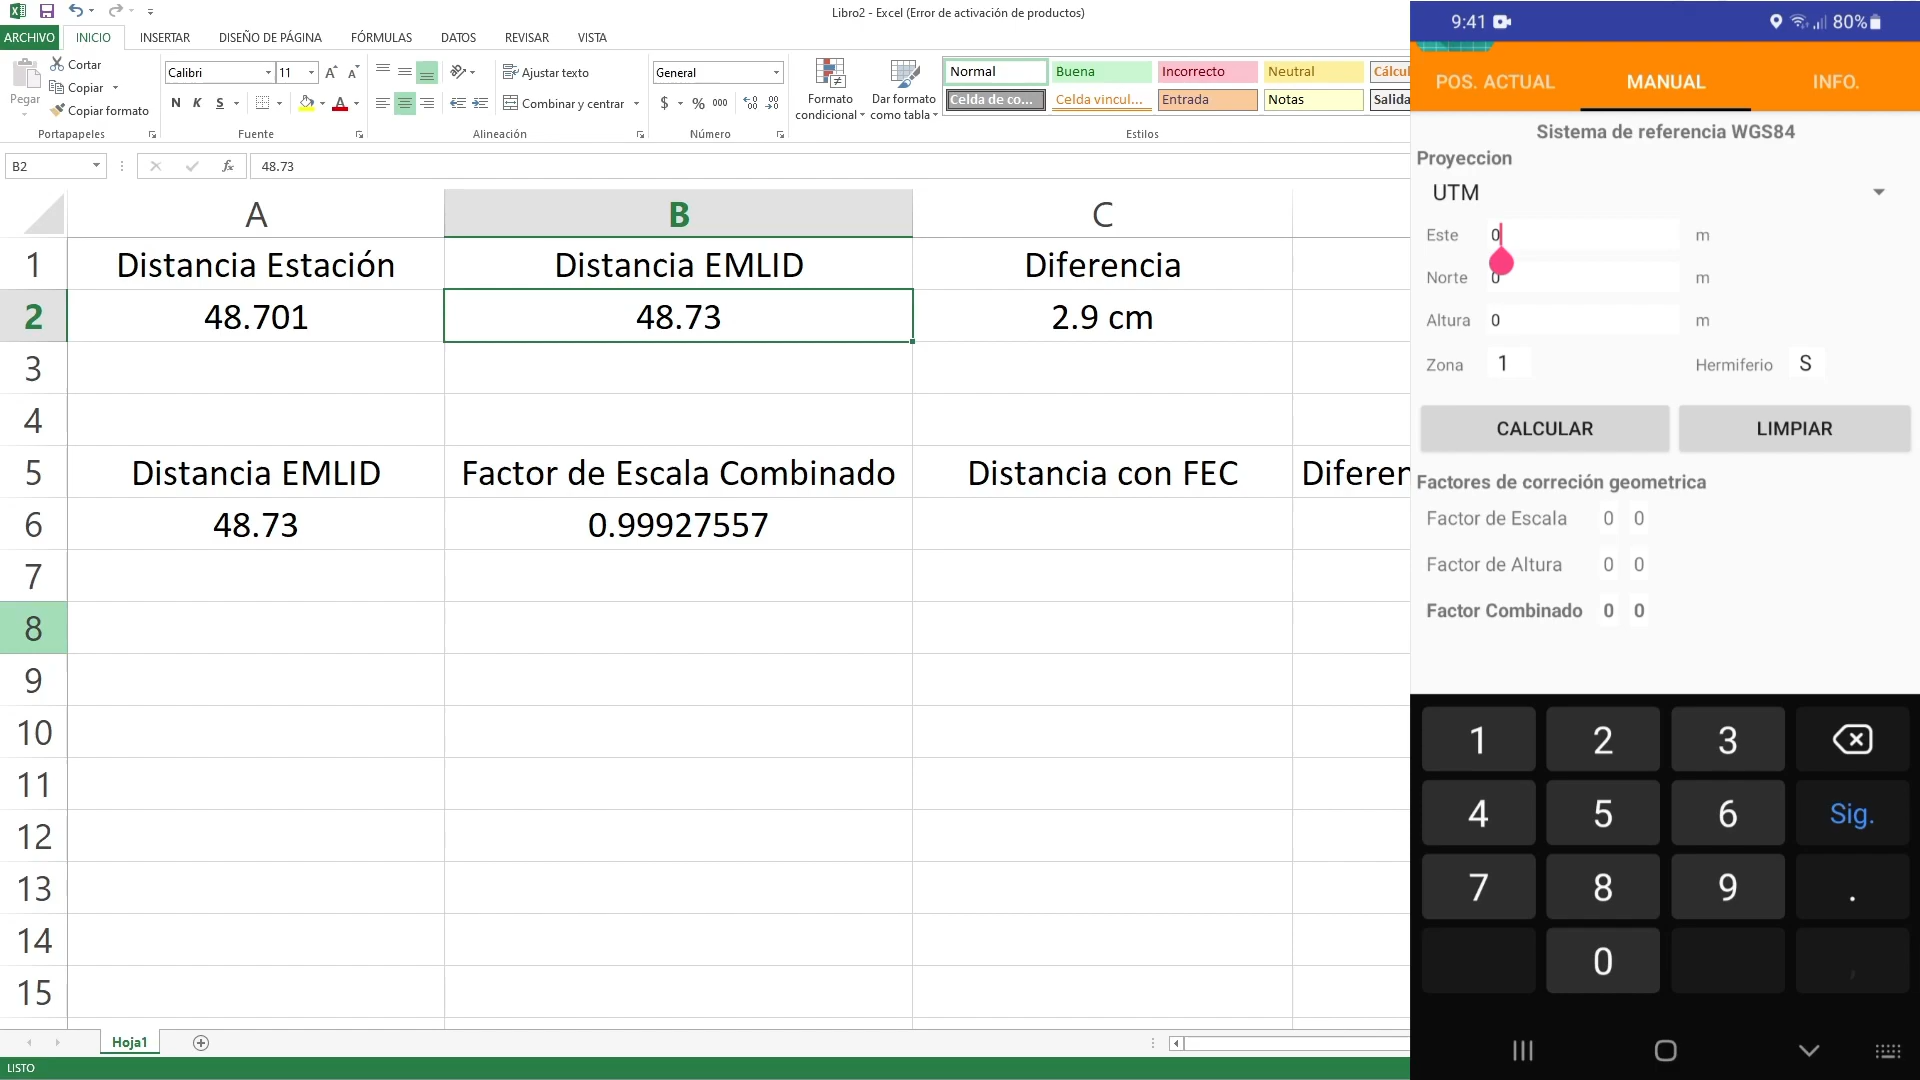 Libro2 - Excel (Error de activación de productos)
ARCHIVO INICIO INSERTAR DISEÑO DE PÁGINA FÓRMULAS DATOS REVISAR VISTA
Pegar
Cortar
Copiar
Copiar formato
Portapapeles
Calibri 11
N K S
Fuente
Ajustar texto
Combinar y centrar
Alineación
General
$ % 000
Número
Formato condicional
Dar formato como tabla
Normal Buena Incorrecto Neutral Cálcul
Celda de co... Celda vincul... Entrada Notas Salida
Estilos
B2 fx 48.73
A B C
1 Distancia Estación Distancia EMLID Diferencia
2 48.701 48.73 2.9 cm
3
4
5 Distancia EMLID Factor de Escala Combinado Distancia con FEC Diferen
6 48.73 0.99927557
7
8
9
10
11
12
13
14
15
Hoja1
LISTO
9:41 80%
POS. ACTUAL MANUAL INFO.
Sistema de referencia WGS84
Proyeccion
UTM
Este 0 m
Norte 0 m
Altura 0 m
Zona 1 Hermiferio S
CALCULAR LIMPIAR
Factores de correción geometrica
Factor de Escala 0 0
Factor de Altura 0 0
Factor Combinado 0 0
1 2 3
4 5 6 Sig.
7 8 9 .
0 ,